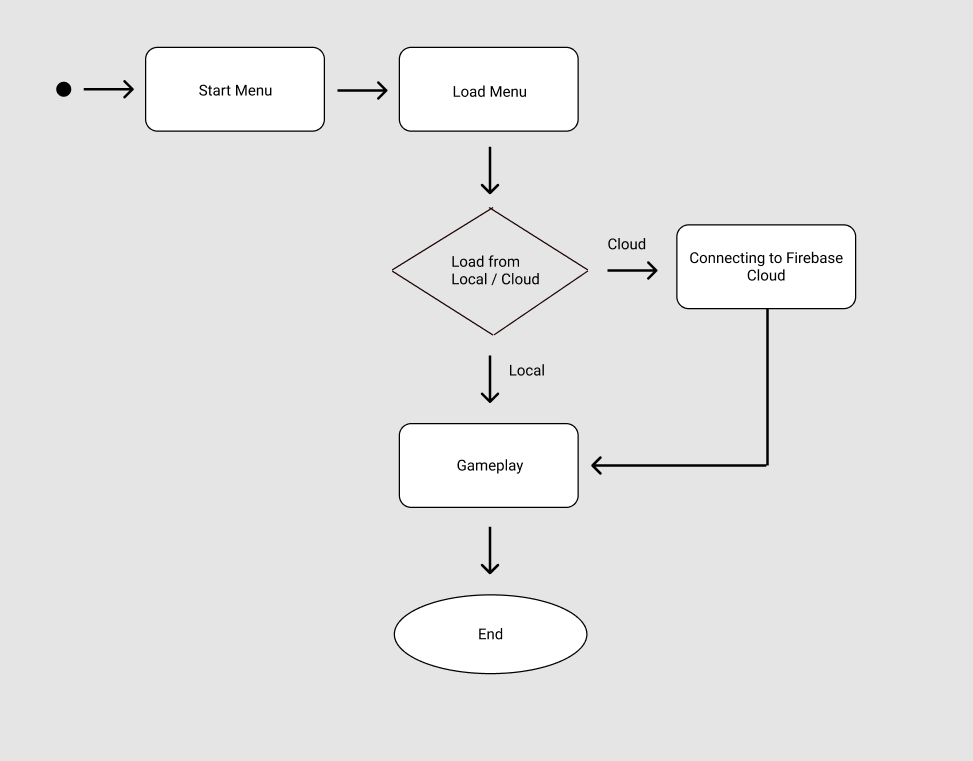 Start Menu
Load Menu
Load from
Local / Cloud
Cloud
Connecting to Firebase
Cloud
Local
Gameplay
End